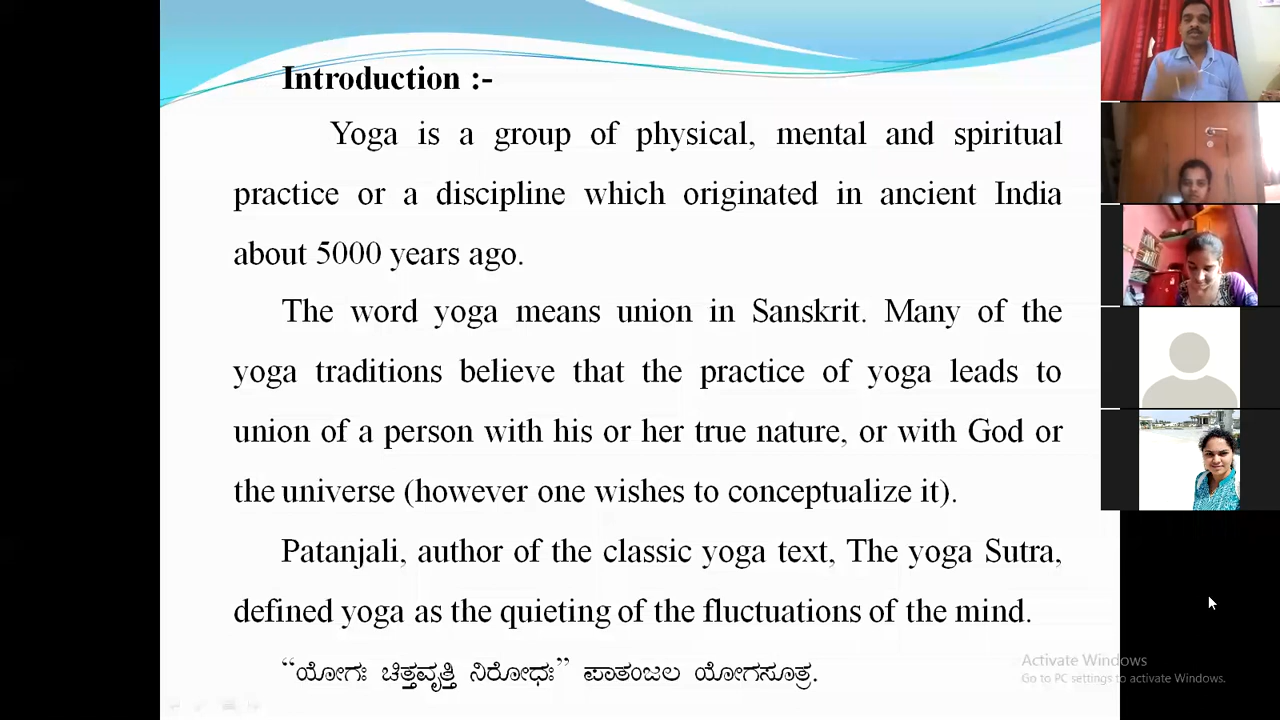 Introduction :-
Yoga is a group of physical, mental and spiritual
practice or a discipline which originated in ancient India
about 5000 years ago.
The word yoga means union in Sanskrit. Many of the
yoga traditions believe that the practice of yoga leads to
union of a person with his or her true nature, or with God or
the universe (however one wishes to conceptualize it).
Patanjali, author of the classic yoga text, The yoga Sutra,
defined yoga as the quieting of the fluctuations of the mind.
“ಯೋಗಃ ಚಿತ್ತವೃತ್ತಿ ನಿರೋಧಃ” ಪಾತಂಜಲ ಯೋಗಸೂತ್ರ.
Activate Windows
Go to PC settings to activate Windows.